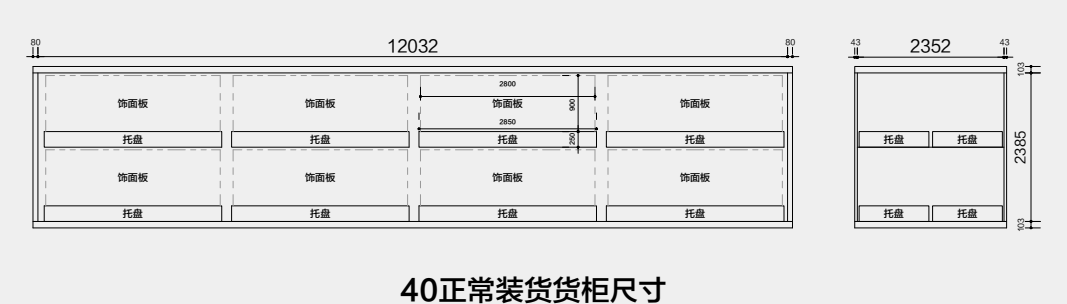 80 12032 80 43 2352 43
103
2800
饰面板 饰面板 饰面板 饰面板
900
2850
托盘 托盘 托盘 托盘 托盘 托盘
250
2385
饰面板 饰面板 饰面板 饰面板
托盘 托盘 托盘 托盘 托盘 托盘
103
40正常装货货柜尺寸